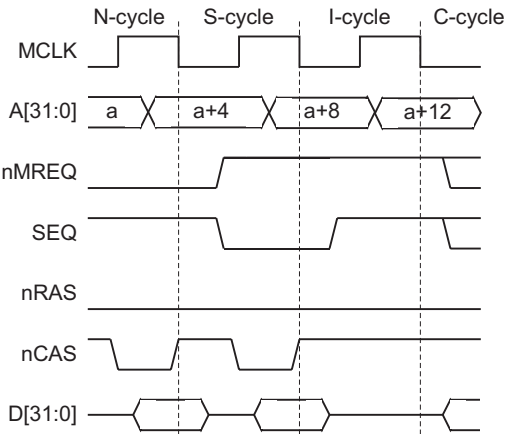 N-cycle S-cycle I-cycle C-cycle
MCLK
A[31:0] a a+4 a+8 a+12
nMREQ
SEQ
nRAS
nCAS
D[31:0]